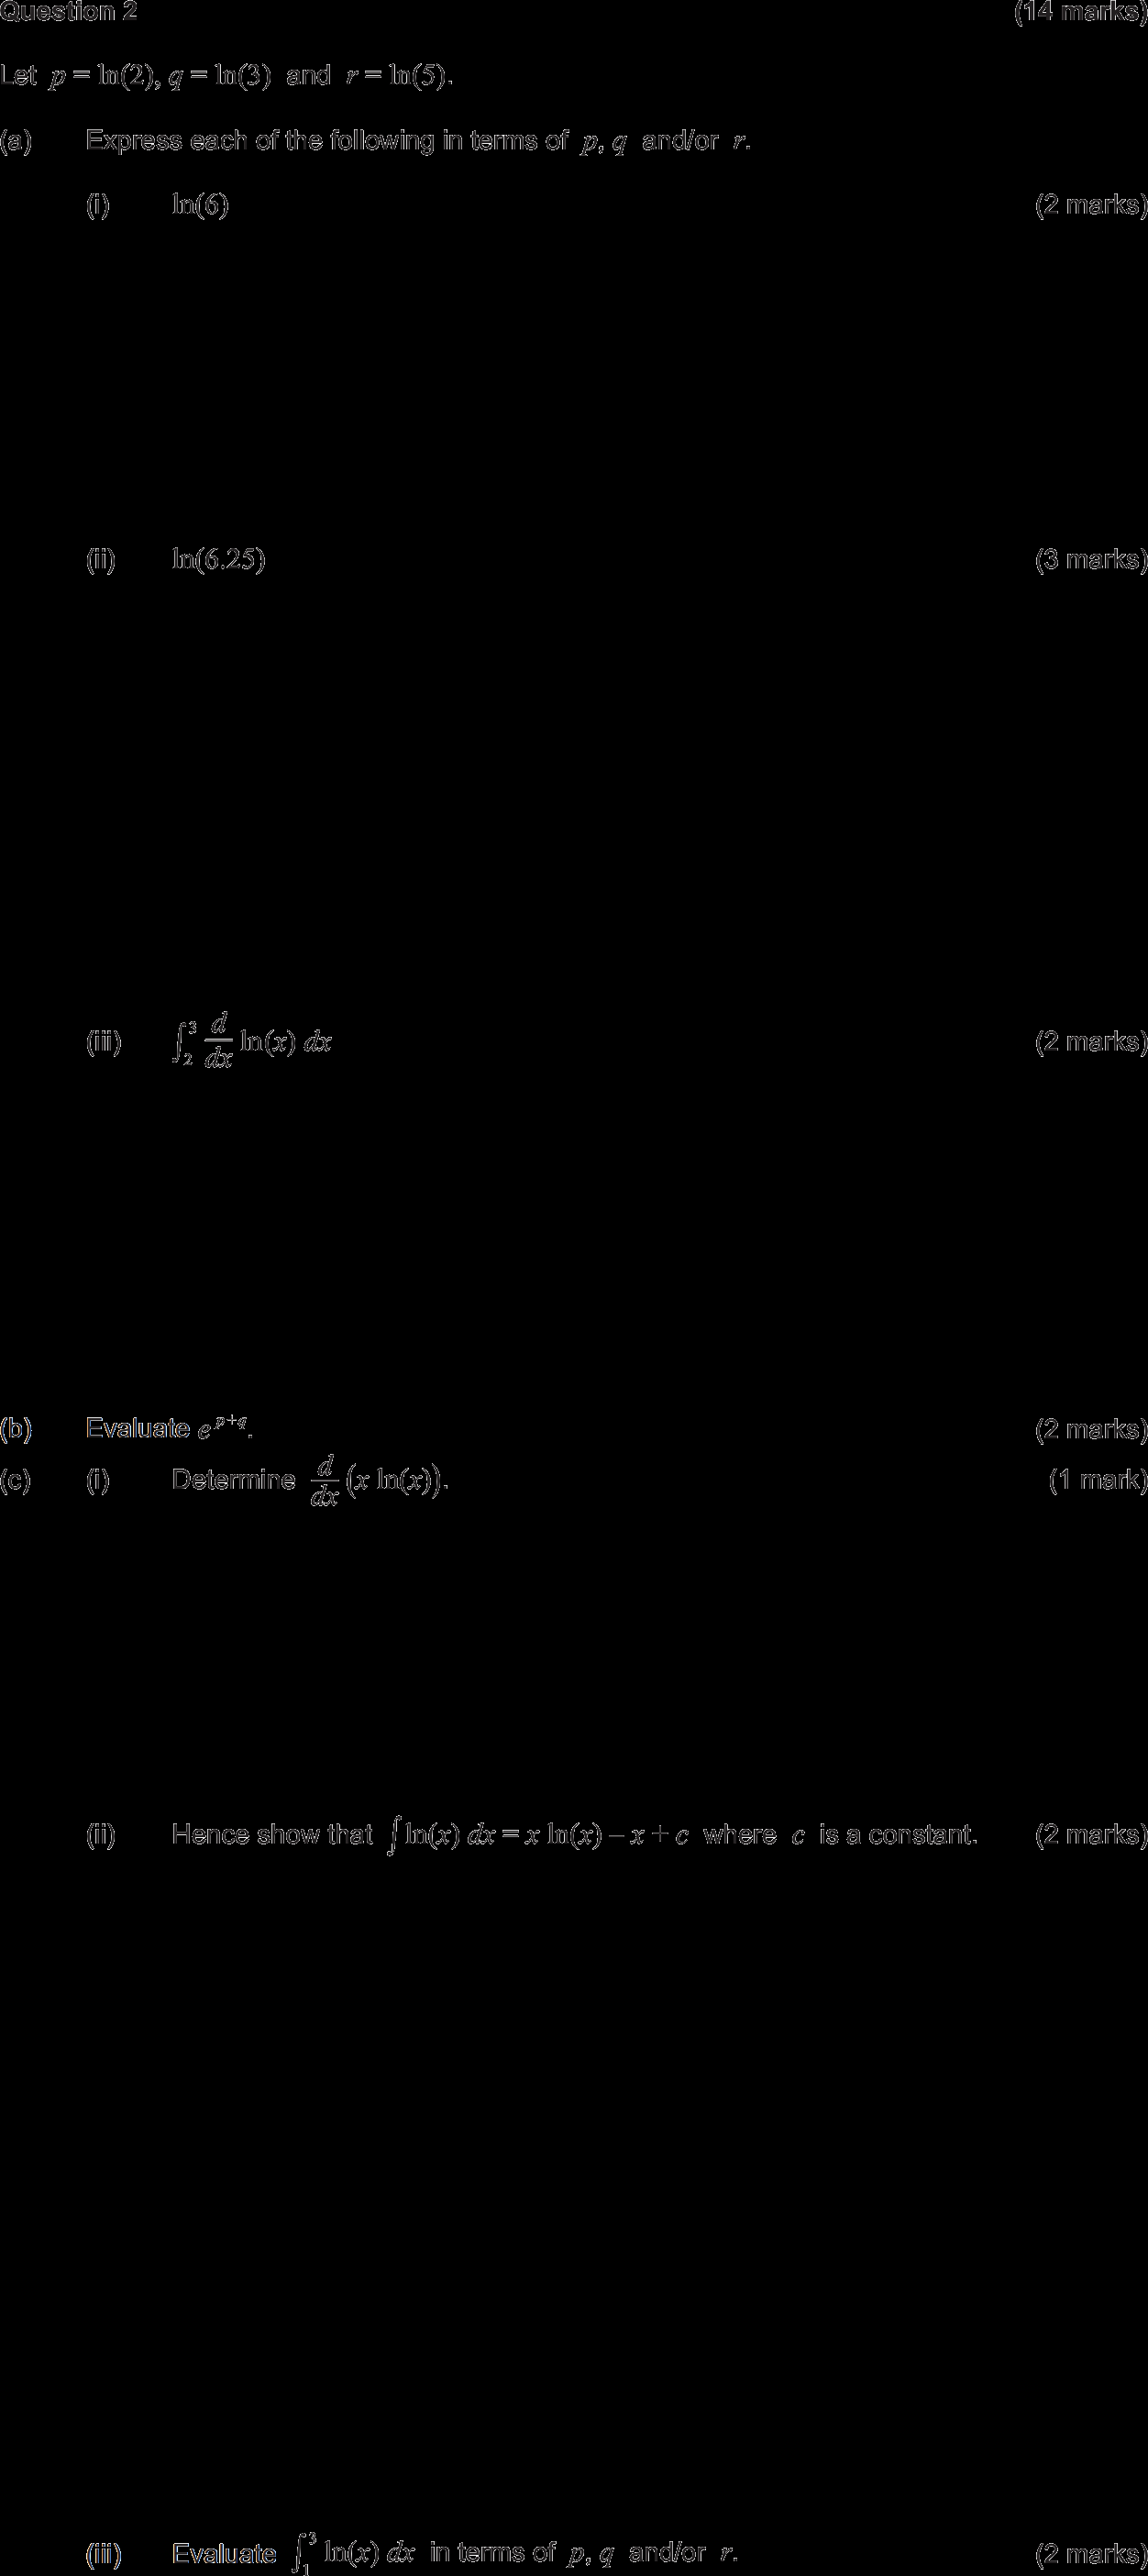 Question 2 (14 marks)
Let p = ln(2), q = ln(3) and r = ln(5).
(a) Express each of the following in terms of p, q and/or r.
(i) ln(6) (2 marks)
(ii) ln(6.25) (3 marks)
(iii) ∫₂³ d/dx ln(x) dx (2 marks)
(b) Evaluate e^(p+q). (2 marks)
(c) (i) Determine d/dx (x ln(x)). (1 mark)
(ii) Hence show that ∫ln(x) dx = x ln(x) – x + c where c is a constant. (2 marks)
(iii) Evaluate ∫₁³ ln(x) dx in terms of p, q and/or r. (2 marks)